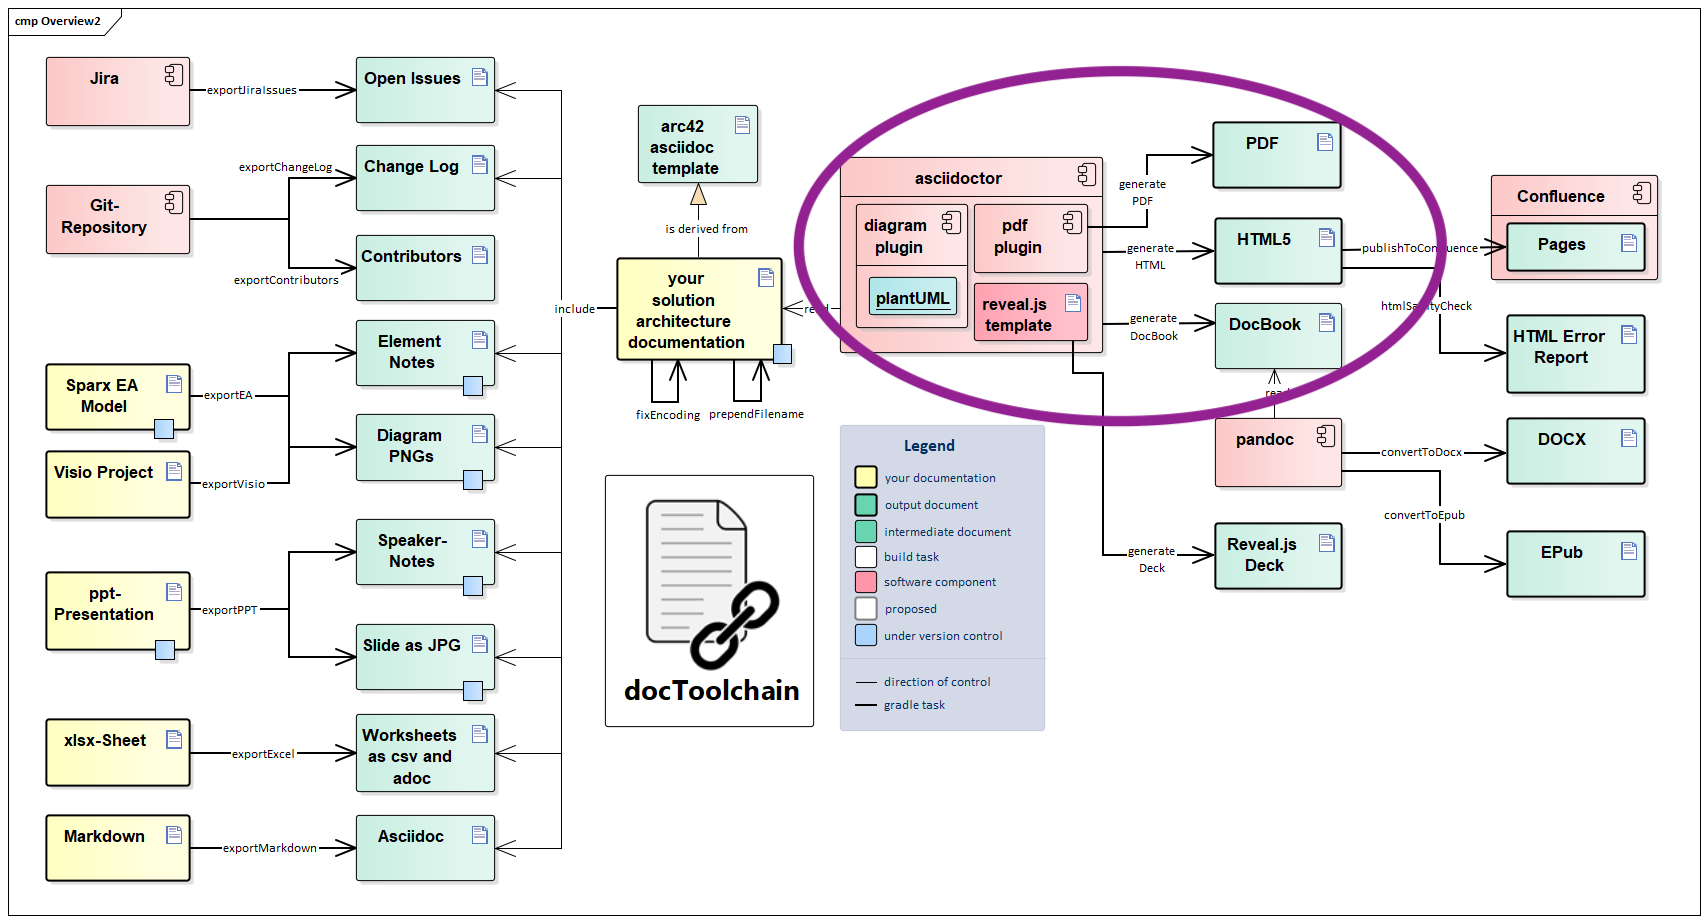 cmp Overview2
Jira
exportJiraIssues
Open Issues
Git-
Repository
exportChangeLog
Change Log
exportContributors
Contributors
Sparx EA
Model
exportEA
Element
Notes
Visio Project
exportVisio
Diagram
PNGs
ppt-
Presentation
exportPPT
Speaker-
Notes
Slide as JPG
xlsx-Sheet
exportExcel
Worksheets
as csv and
adoc
Markdown
exportMarkdown
Asciidoc
include
arc42
asciidoc
template
is derived from
your
solution
architecture
documentation
fixEncoding
prependFilename
docToolchain
asciidoctor
diagram
plugin
plantUML
pdf
plugin
reveal.js
template
generate
PDF
PDF
generate
HTML
HTML5
generate
DocBook
DocBook
generate
Deck
Reveal.js
Deck
pandoc
Confluence
Pages
HTML Error
Report
convertToDocx
DOCX
convertToEpub
EPub
Legend
your documentation
output document
intermediate document
build task
software component
proposed
under version control
direction of control
gradle task